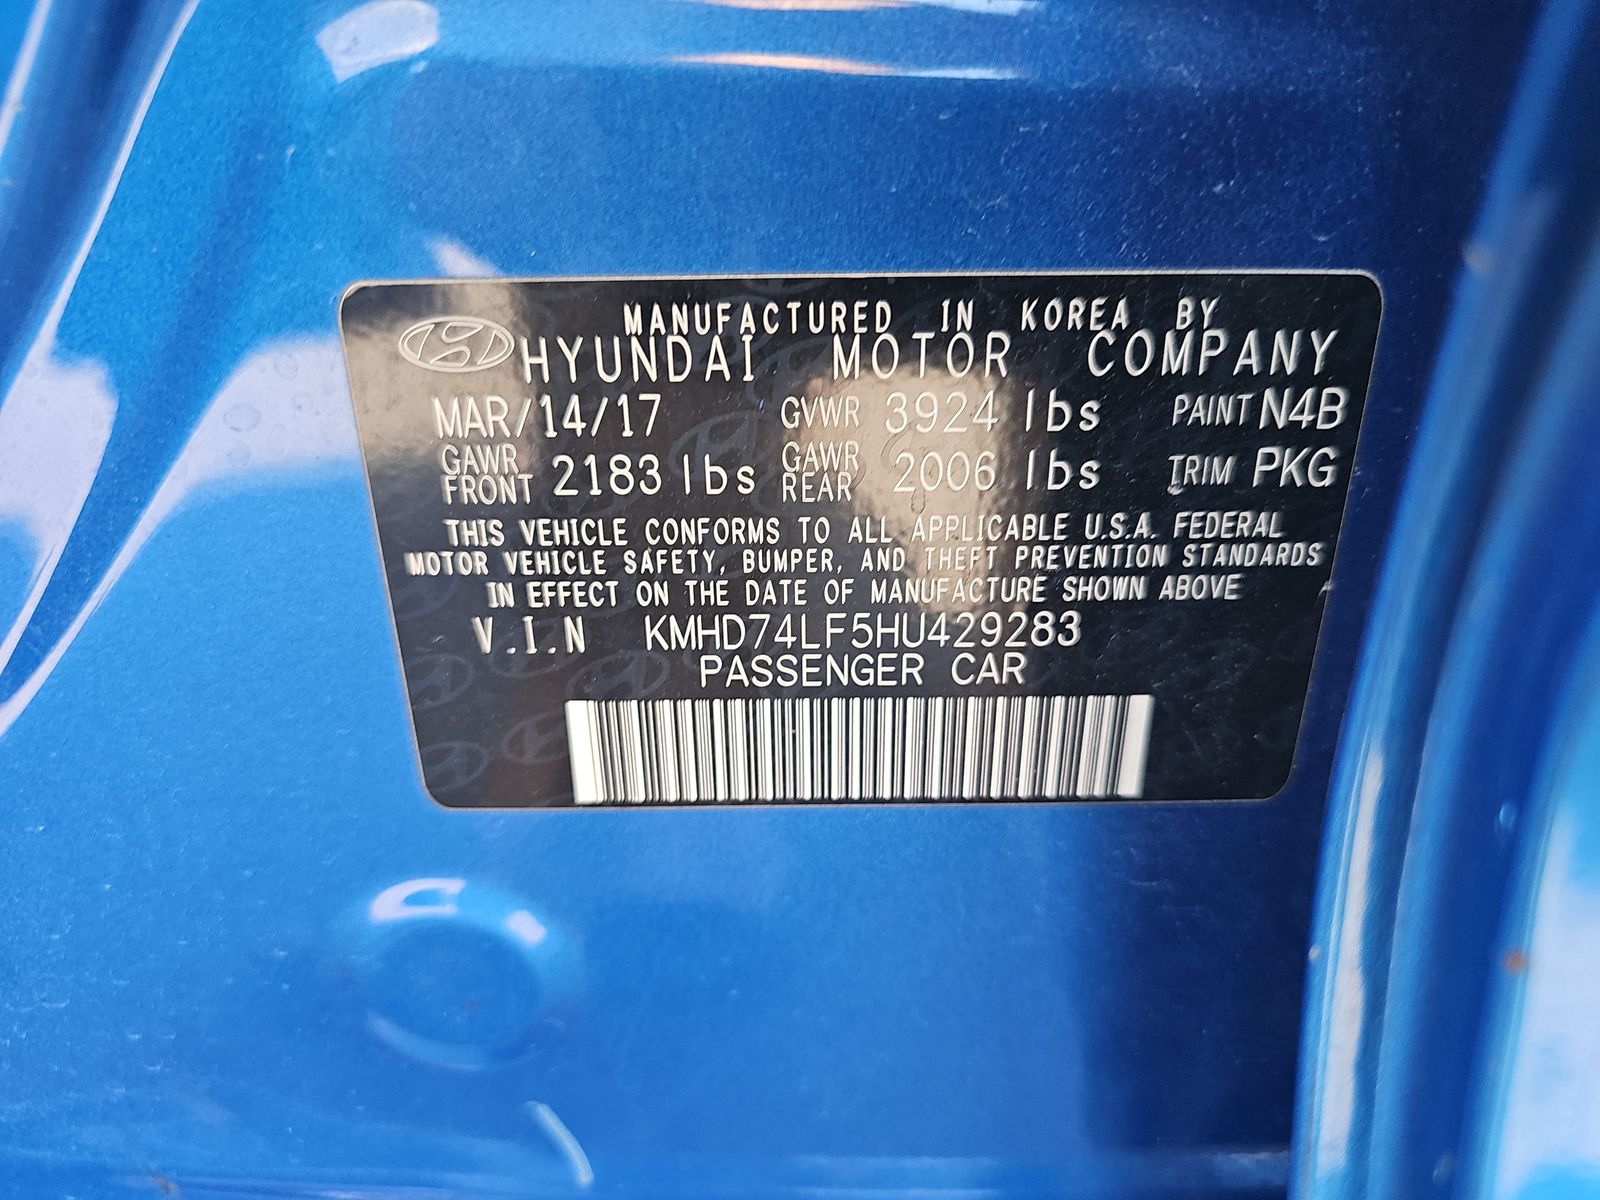 MANUFACTURED IN KOREA BY
HYUNDAI MOTOR COMPANY
MAR/14/17 GVWR 3924 lbs PAINT N4B
GAWR FRONT 2183 lbs GAWR REAR 2006 lbs TRIM PKG
THIS VEHICLE CONFORMS TO ALL APPLICABLE U.S.A. FEDERAL
MOTOR VEHICLE SAFETY, BUMPER, AND THEFT PREVENTION STANDARDS
IN EFFECT ON THE DATE OF MANUFACTURE SHOWN ABOVE
V.I.N KMHD74LF5HU429283
PASSENGER CAR